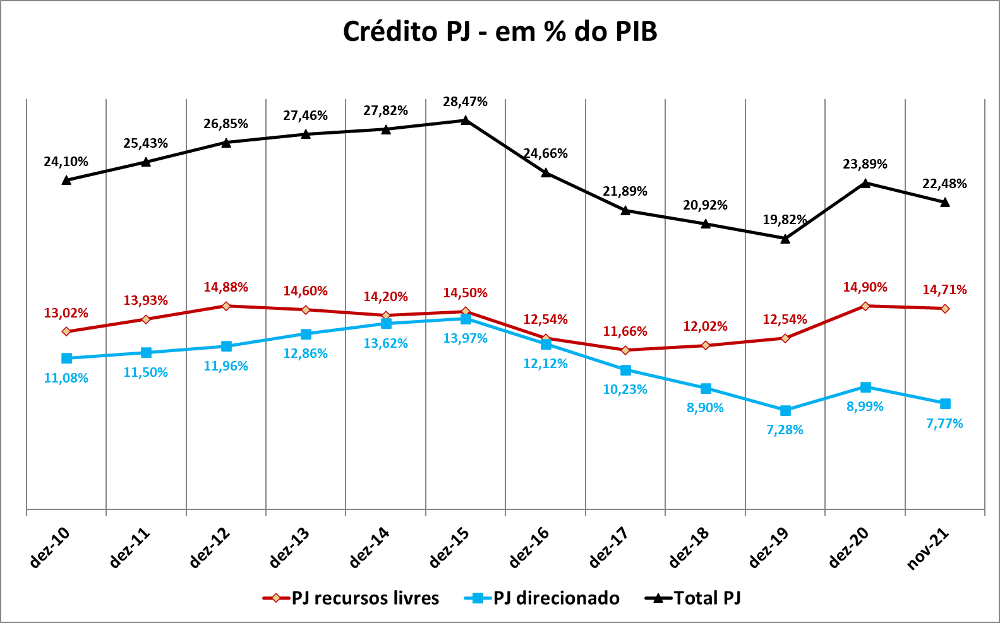 Crédito PJ - em % do PIB
24,10%
25,43%
26,85%
27,46%
27,82%
28,47%
24,66%
21,89%
20,92%
19,82%
23,89%
22,48%
13,02%
13,93%
14,88%
14,60%
14,20%
14,50%
12,54%
11,66%
12,02%
12,54%
14,90%
14,71%
11,08%
11,50%
11,96%
12,86%
13,62%
13,97%
12,12%
10,23%
8,90%
7,28%
8,99%
7,77%
dez-10
dez-11
dez-12
dez-13
dez-14
dez-15
dez-16
dez-17
dez-18
dez-19
dez-20
nov-21
PJ recursos livres
PJ direcionado
Total PJ